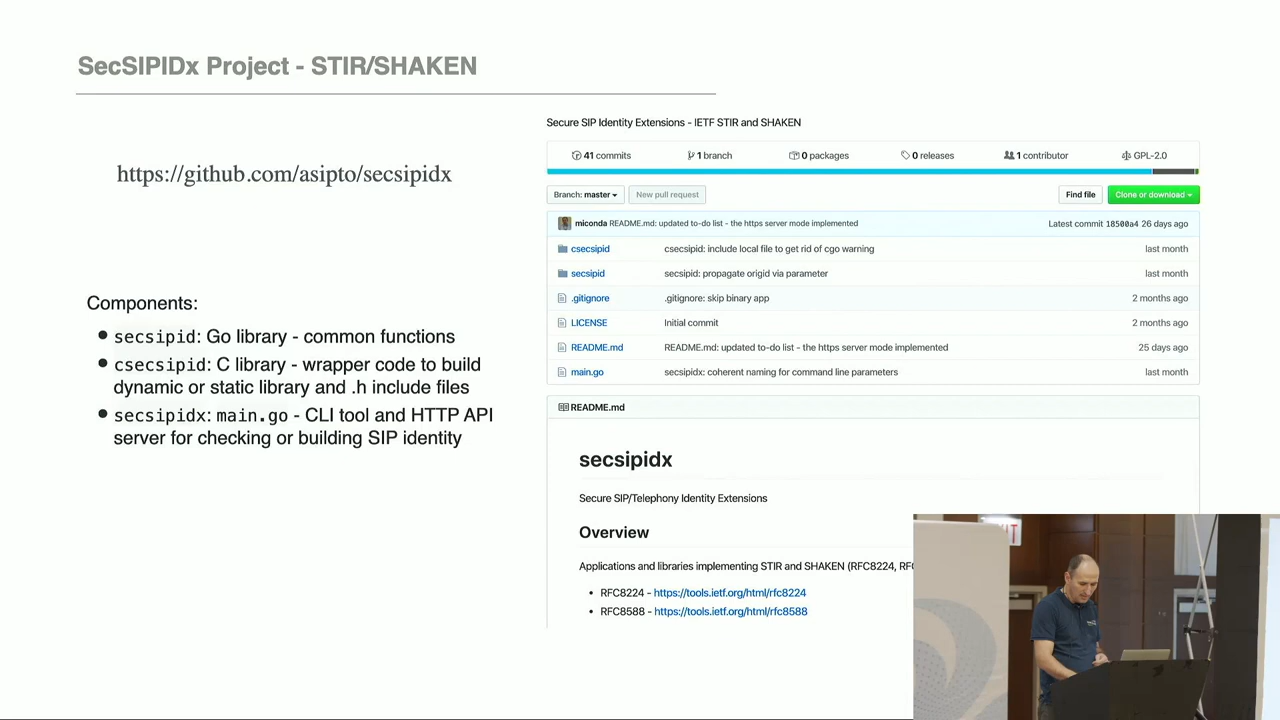 SecSIPIDx Project - STIR/SHAKEN
https://github.com/asipto/secsipidx
Components:
secsipid: Go library - common functions
csecsipid: C library - wrapper code to build
dynamic or static library and .h include files
secsipidx: main.go - CLI tool and HTTP API
server for checking or building SIP identity
Secure SIP Identity Extensions - IETF STIR and SHAKEN
41 commits 1 branch 0 packages 0 releases 1 contributor GPL-2.0
Branch: master New pull request Find file Clone or download
miconda README.md: updated to-do list - the https server mode implemented Latest commit 18500a4 26 days ago
csecsipid csecsipid: include local file to get rid of cgo warning last month
secsipid secsipid: propagate origid via parameter last month
.gitignore .gitignore: skip binary app 2 months ago
LICENSE Initial commit 2 months ago
README.md README.md: updated to-do list - the https server mode implemented 25 days ago
main.go secsipidx: coherent naming for command line parameters last month
README.md
secsipidx
Secure SIP/Telephony Identity Extensions
Overview
Applications and libraries implementing STIR and SHAKEN (RFC8224, RFC
RFC8224 - https://tools.ietf.org/html/rfc8224
RFC8588 - https://tools.ietf.org/html/rfc8588